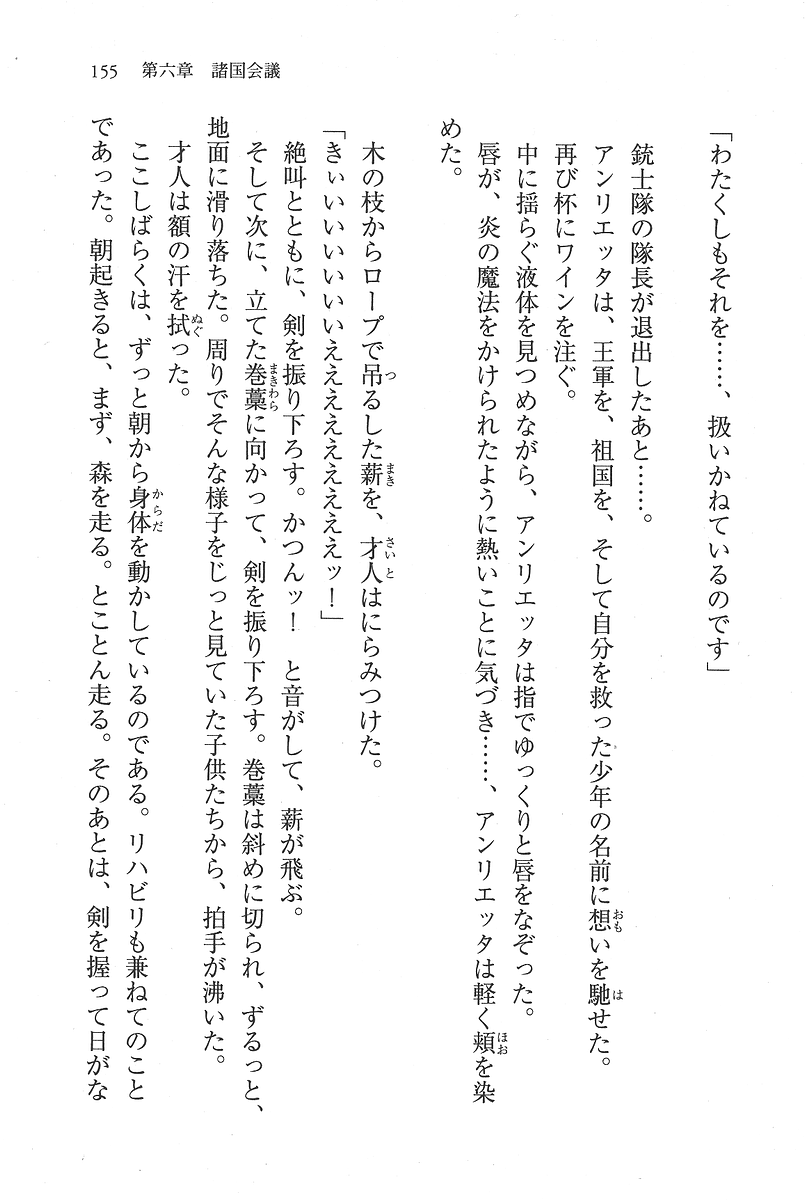 155　第六章　諸国会議
「わたくしもそれを……、扱いかねているのです」
銃士隊の隊長が退出したあと……。
アンリエッタは、王軍を、祖国を、そして自分を救った少年の名前に想いを馳せた。
再び杯にワインを注ぐ。
中に揺らぐ液体を見つめながら、アンリエッタは指でゆっくりと唇をなぞった。
唇が、炎の魔法をかけられたように熱いことに気づき……、アンリエッタは軽く頬を染
めた。
木の枝からロープで吊るした薪を、才人はにらみつけた。
「きぃいいいいいいえええええええええッ！」
絶叫とともに、剣を振り下ろす。かつんッ！　と音がして、薪が飛ぶ。
そして次に、立てた巻藁に向かって、剣を振り下ろす。巻藁は斜めに切られ、ずるっと、
地面に滑り落ちた。周りでそんな様子をじっと見ていた子供たちから、拍手が沸いた。
才人は額の汗を拭った。
ここしばらくは、ずっと朝から身体を動かしているのである。リハビリも兼ねてのこと
であった。朝起きると、まず、森を走る。とことん走る。そのあとは、剣を握って日がな